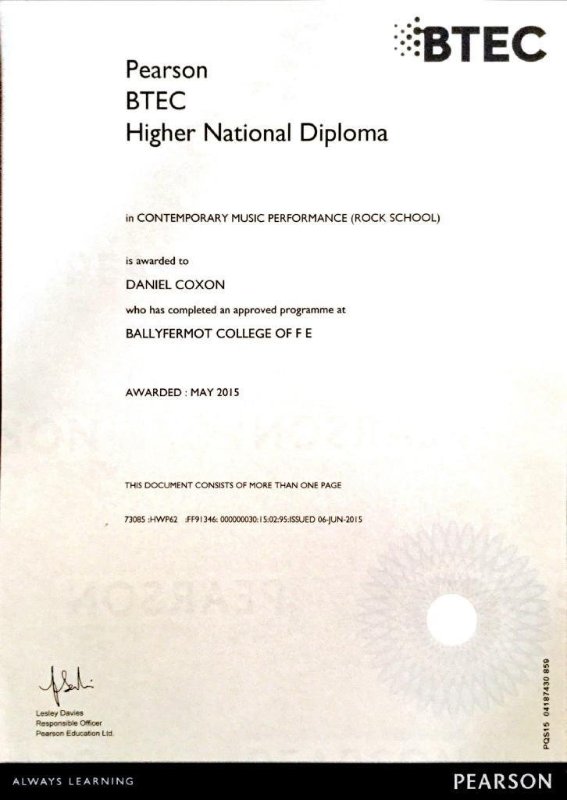 BTEC
Pearson
BTEC
Higher National Diploma
in CONTEMPORARY MUSIC PERFORMANCE (ROCK SCHOOL)
is awarded to
DANIEL COXON
who has completed an approved programme at
BALLYFERMOT COLLEGE OF F E
AWARDED : MAY 2015
THIS DOCUMENT CONSISTS OF MORE THAN ONE PAGE
73085 :HWF62 :FF91346: 000000030:15:02:95:ISSUED 06-JUN-2015
PEARSON
Lesley Davies
Responsible Officer
Pearson Education Ltd.
PQS15 04187430 859
ALWAYS LEARNING
PEARSON